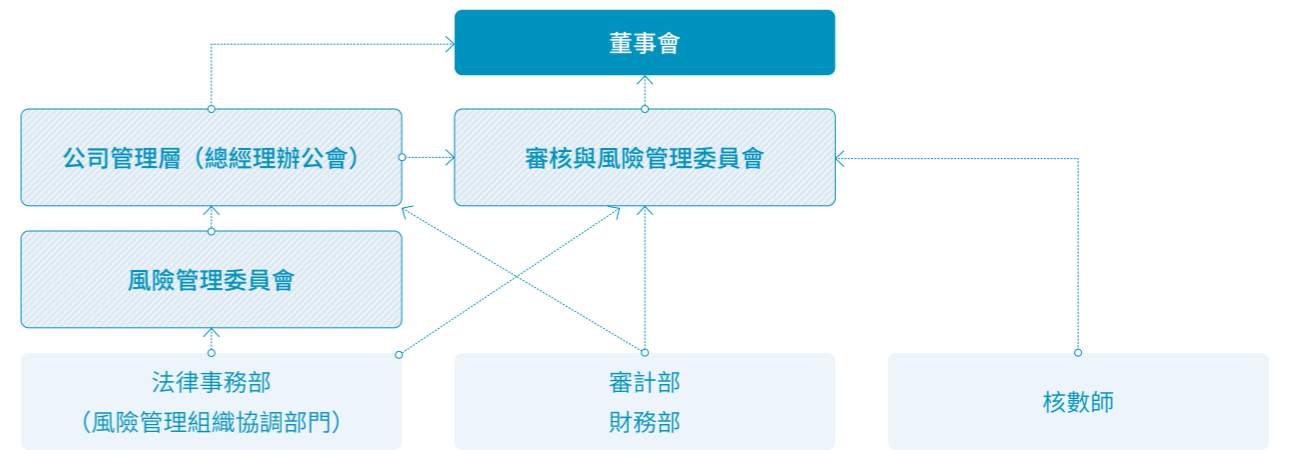 董事會
公司管理層（總經理辦公會）
審核與風險管理委員會
風險管理委員會
法律事務部
（風險管理組織協調部門）
審計部
財務部
核數師